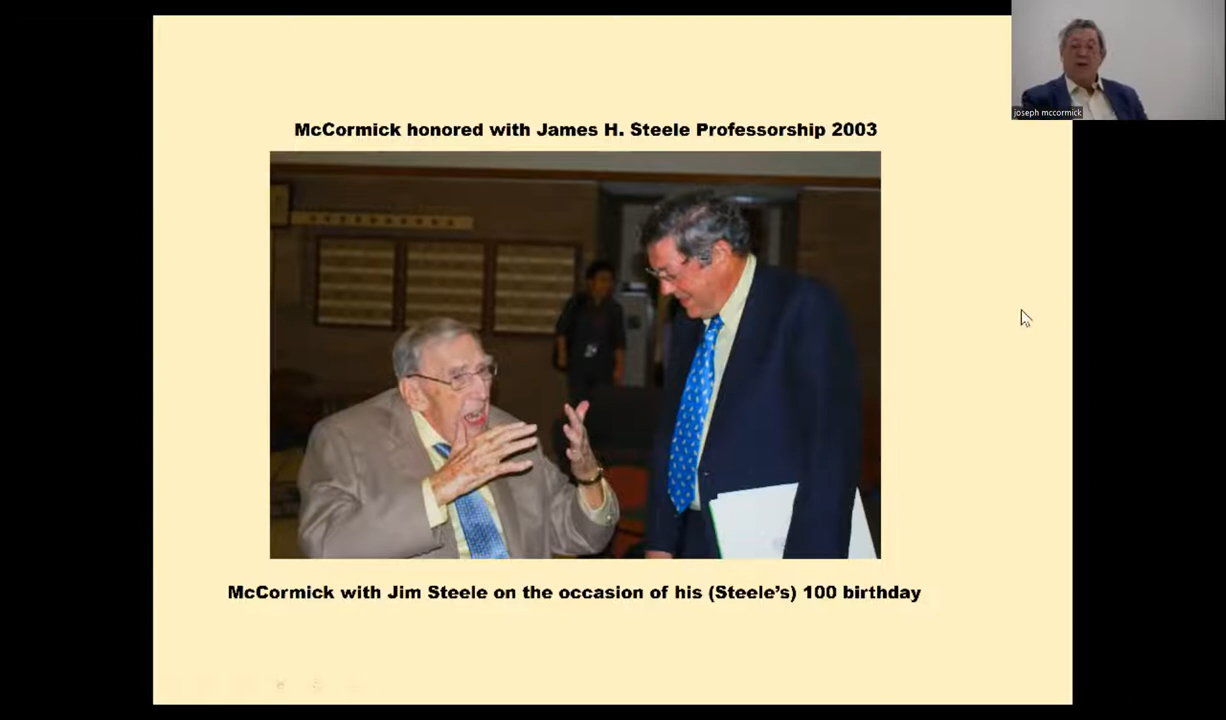 McCormick honored with James H. Steele Professorship 2003
joseph mccormick
McCormick with Jim Steele on the occasion of his (Steele's) 100 birthday